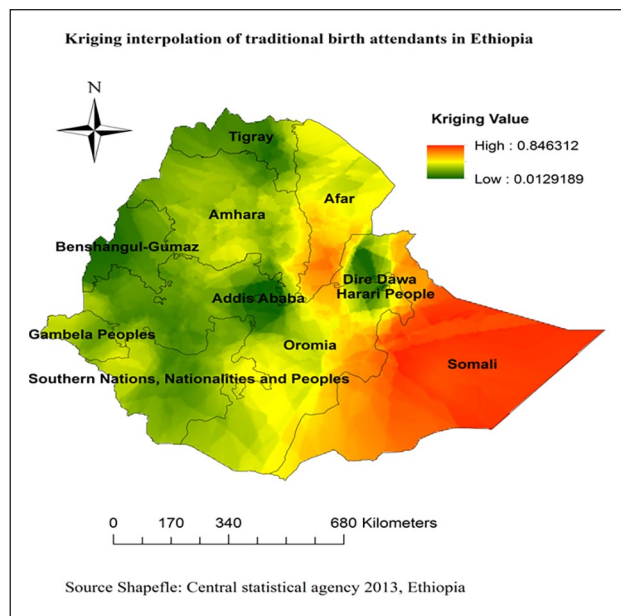 Kriging interpolation of traditional birth attendants in Ethiopia
N
Kriging Value
High : 0.846312
Low : 0.0129189
Tigray
Afar
Amhara
Benshangul-Gumaz
Dire Dawa
Addis Ababa
Harari People
Gambela Peoples
Oromia
Somali
Southern Nations, Nationalities and Peoples
0 170 340 680 Kilometers
Source Shapefle: Central statistical agency 2013, Ethiopia